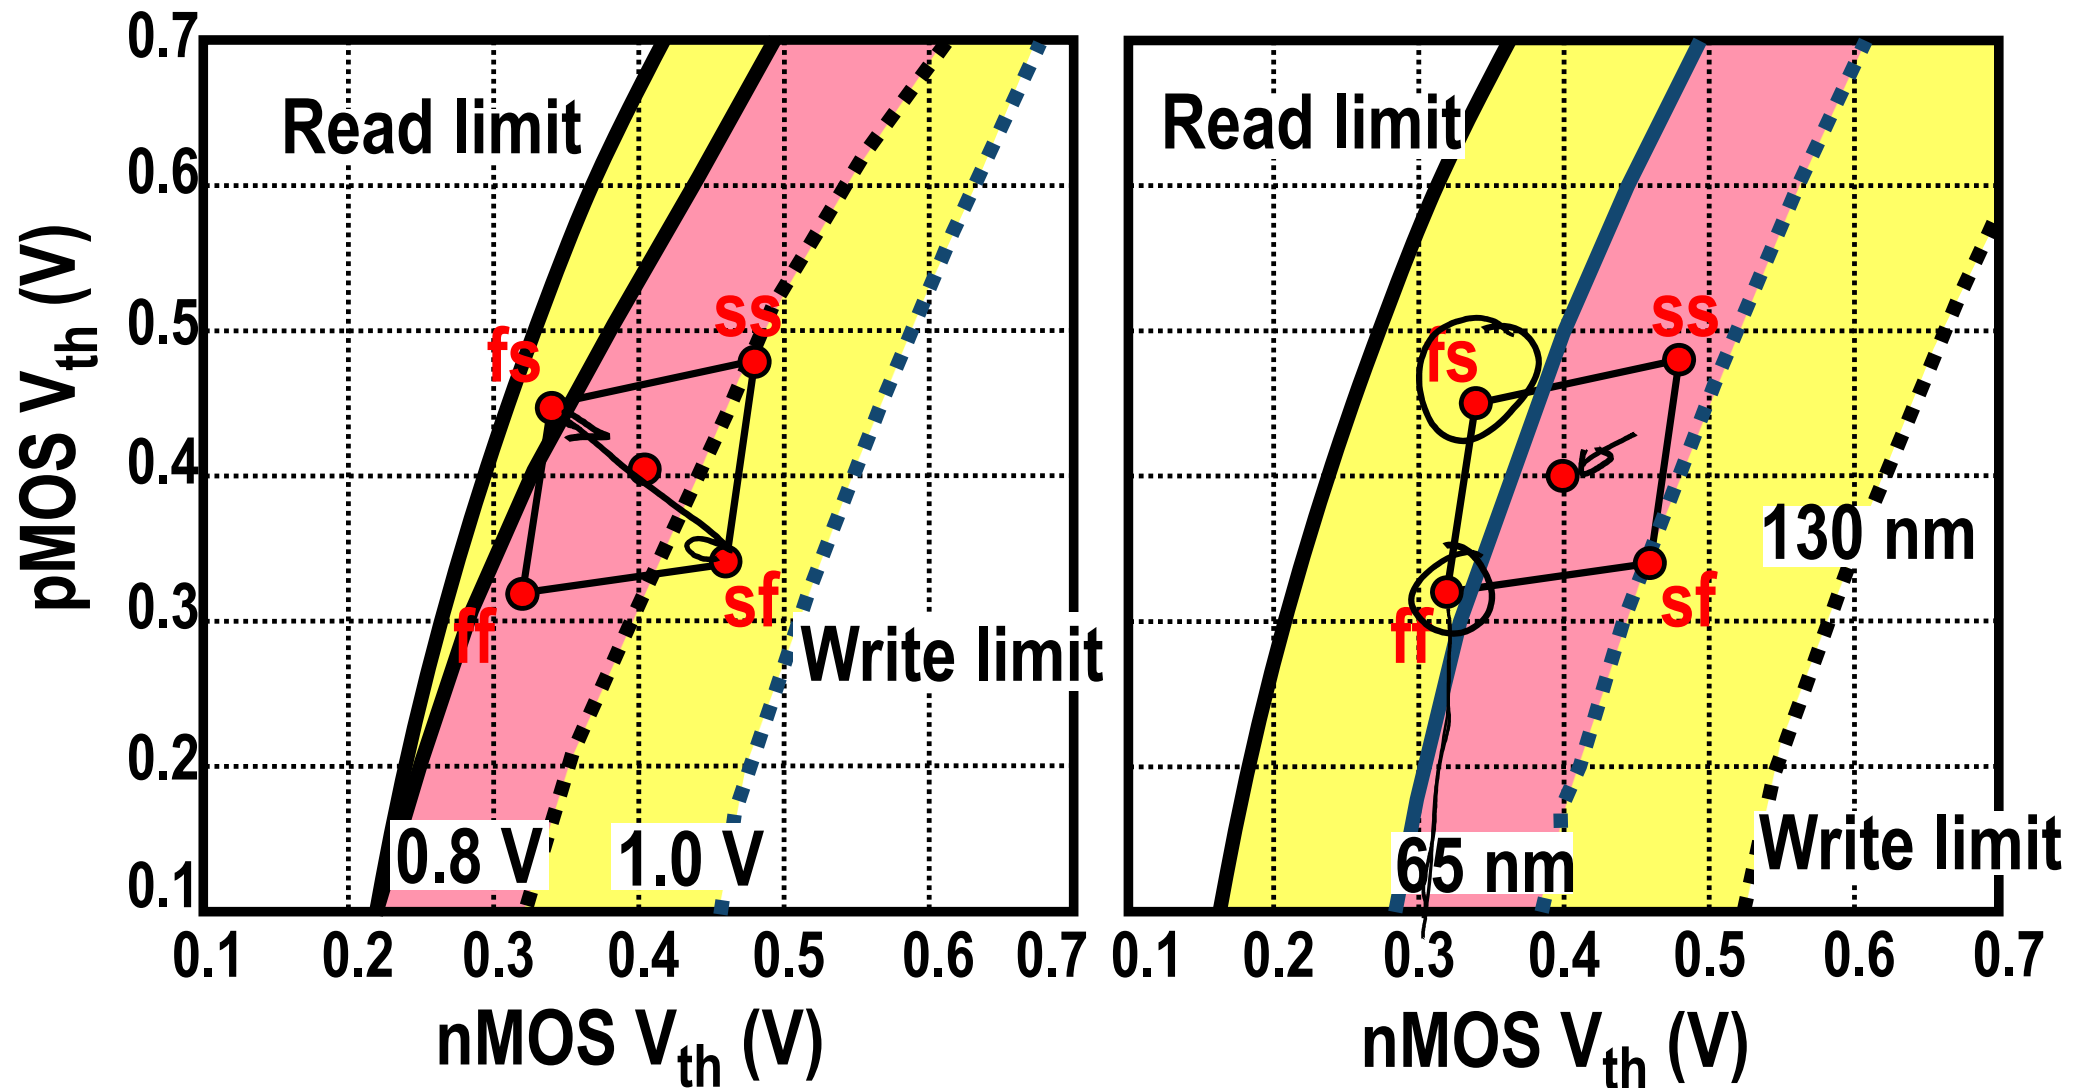 0.7
0.6
0.5
0.4
0.3
0.2
0.1
pMOS Vth (V)
Read limit
fs
ss
ff
sf
Write limit
0.8 V
1.0 V
0.1
0.2
0.3
0.4
0.5
0.6
0.7
nMOS Vth (V)
Read limit
fs
ss
130 nm
ff
sf
65 nm
Write limit
0.1
0.2
0.3
0.4
0.5
0.6
0.7
nMOS Vth (V)